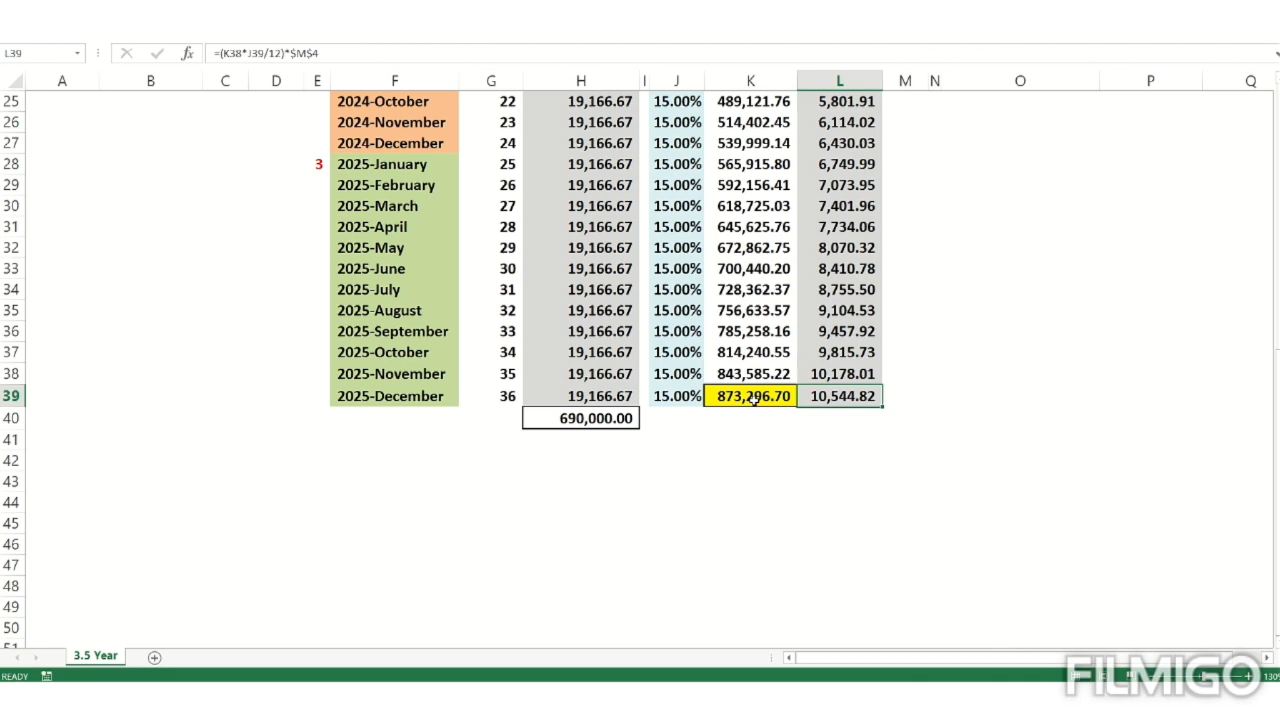 L39 fx =(K38*J39/12)*$M$4
A B C D E F G H I J K L M N O P Q
25 2024-October 22 19,166.67 15.00% 489,121.76 5,801.91
26 2024-November 23 19,166.67 15.00% 514,402.45 6,114.02
27 2024-December 24 19,166.67 15.00% 539,999.14 6,430.03
28 3 2025-January 25 19,166.67 15.00% 565,915.80 6,749.99
29 2025-February 26 19,166.67 15.00% 592,156.41 7,073.95
30 2025-March 27 19,166.67 15.00% 618,725.03 7,401.96
31 2025-April 28 19,166.67 15.00% 645,625.76 7,734.06
32 2025-May 29 19,166.67 15.00% 672,862.75 8,070.32
33 2025-June 30 19,166.67 15.00% 700,440.20 8,410.78
34 2025-July 31 19,166.67 15.00% 728,362.37 8,755.50
35 2025-August 32 19,166.67 15.00% 756,633.57 9,104.53
36 2025-September 33 19,166.67 15.00% 785,258.16 9,457.92
37 2025-October 34 19,166.67 15.00% 814,240.55 9,815.73
38 2025-November 35 19,166.67 15.00% 843,585.22 10,178.01
39 2025-December 36 19,166.67 15.00% 873,296.70 10,544.82
40 690,000.00
41
42
43
44
45
46
47
48
49
50
51
3.5 Year
READY 130%
FILMIGO